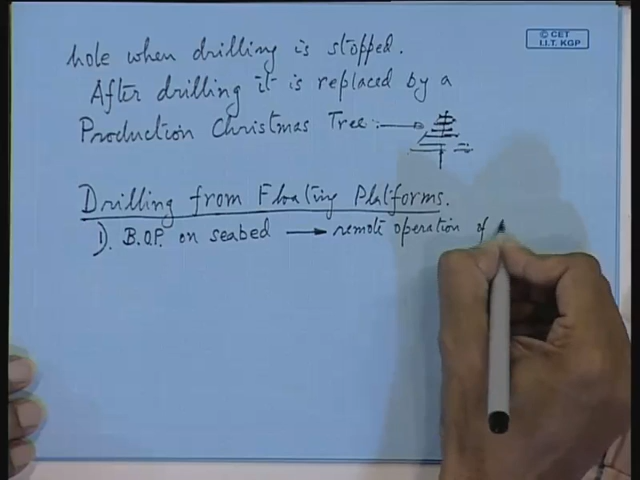 © CET
I.I.T. KGP
hole when drilling is stopped.
After drilling it is replaced by a
Production Christmas Tree :
Drilling from Floating Platforms.
1). B.O.P. on seabed → remote operation of